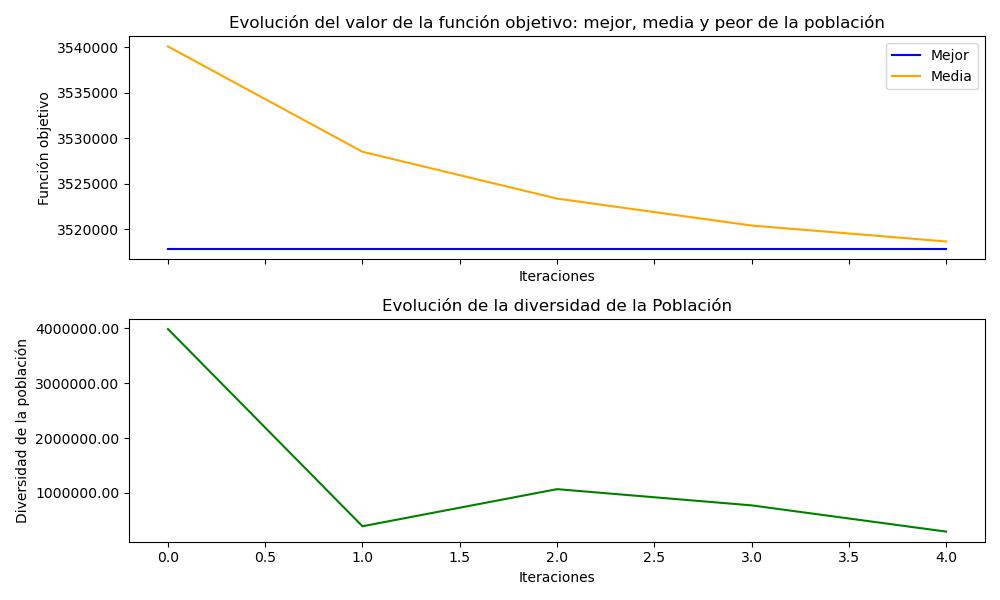 Evolución del valor de la función objetivo: mejor, media y peor de la población
Función objetivo
3540000
3535000
3530000
3525000
3520000
Mejor
Media
Iteraciones
Evolución de la diversidad de la Población
Diversidad de la población
4000000.00
3000000.00
2000000.00
1000000.00
0.0 0.5 1.0 1.5 2.0 2.5 3.0 3.5 4.0
Iteraciones